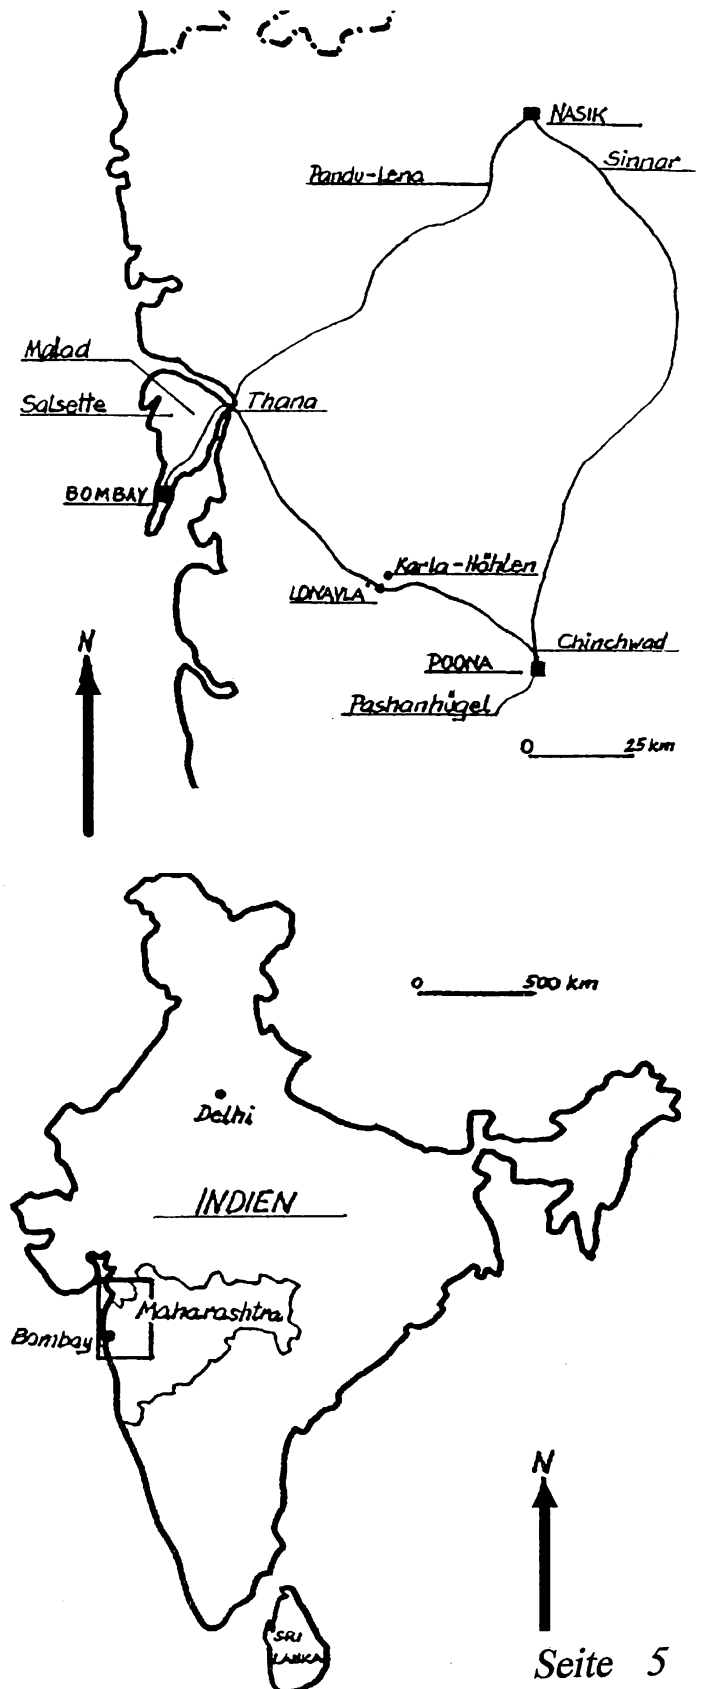 NASIK
Sinnar
Pandu-Lena
Malad
Salsette
Thana
BOMBAY
Karla-Höhlen
LONAVLA
N
Chinchwad
POONA
Pashanhügel
0 25 km
0 500 km
Delhi
INDIEN
Maharashtra
Bombay
N
SRI
LANKA
Seite 5